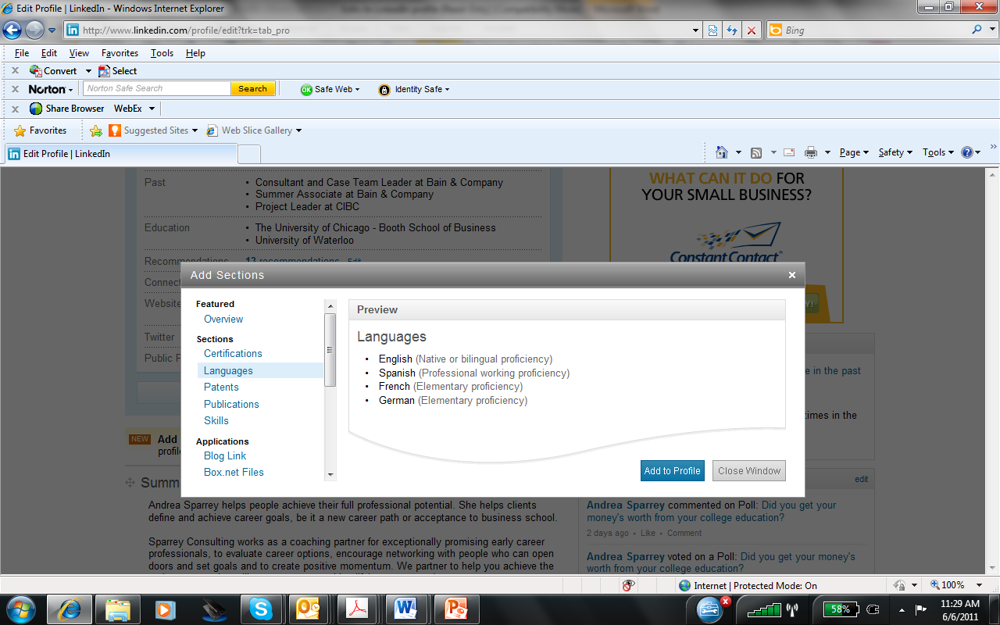 Edit Profile | LinkedIn - Windows Internet Explorer
http://www.linkedin.com/profile/edit?trk=tab_pro
Bing
File Edit View Favorites Tools Help
Convert Select
Norton Norton Safe Search Search OK Safe Web Identity Safe
Share Browser WebEx
Favorites Suggested Sites Web Slice Gallery
Edit Profile | LinkedIn
Page Safety Tools
Past
• Consultant and Case Team Leader at Bain & Company
• Summer Associate at Bain & Company
• Project Leader at CIBC
Education
• The University of Chicago - Booth School of Business
• University of Waterloo
Recommendations 13 recommendations Edit
Connect
Website
Twitter
Public P
WHAT CAN IT DO FOR
YOUR SMALL BUSINESS?
Constant Contact
Y!
Add Sections
Featured
Overview
Sections
Certifications
Languages
Patents
Publications
Skills
Applications
Blog Link
Box.net Files
Preview
Languages
• English (Native or bilingual proficiency)
• Spanish (Professional working proficiency)
• French (Elementary proficiency)
• German (Elementary proficiency)
Add to Profile Close Window
e in the past
times in the
NEW Add
profile
Summ
edit
Andrea Sparrey helps people achieve their full professional potential. She helps clients
define and achieve career goals, be it a new career path or acceptance to business school.
Sparrey Consulting works as a coaching partner for exceptionally promising early career
professionals, to evaluate career options, encourage networking with people who can open
doors and set goals and to create positive momentum. We partner to help you achieve the
Andrea Sparrey commented on Poll: Did you get your
money's worth from your college education?
2 days ago • Like • Comment
Andrea Sparrey voted on a Poll: Did you get your money's
worth from your college education?
Internet | Protected Mode: On
100%
58%
11:29 AM
6/6/2011